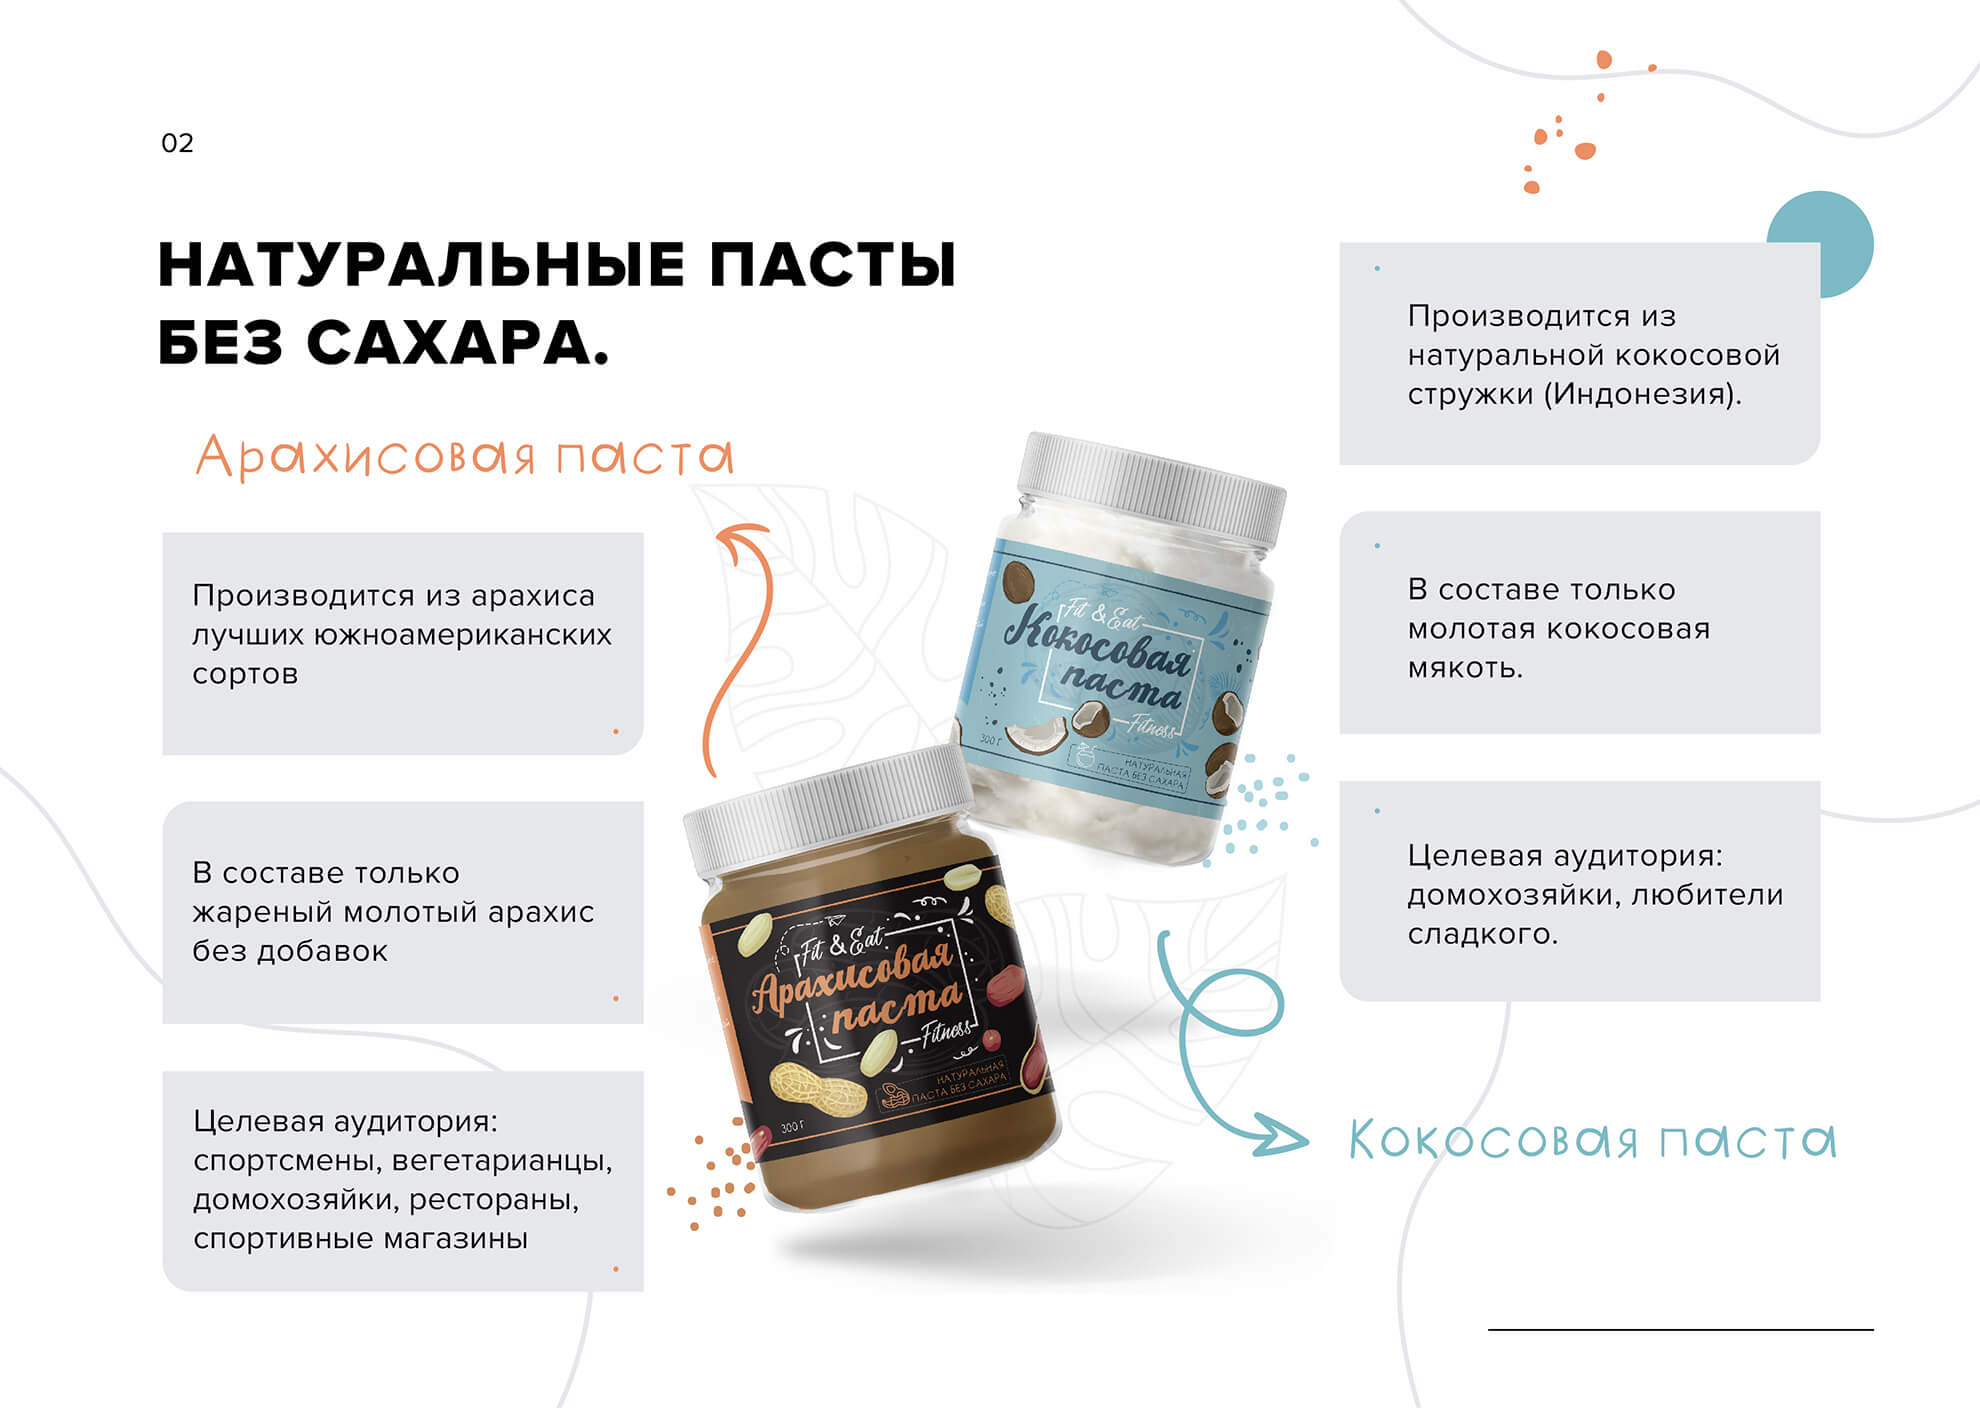 02
НАТУРАЛЬНЫЕ ПАСТЫ
БЕЗ САХАРА.
Арахисовая паста
Производится из арахиса
лучших южноамериканских
сортов
В составе только
жареный молотый арахис
без добавок
Целевая аудитория:
спортсмены, вегетарианцы,
домохозяйки, рестораны,
спортивные магазины
Fit & Eat
Кокосовая
паста
Fitness
300 г
НАТУРАЛЬНАЯ
ПАСТА БЕЗ САХАРА
Fit & Eat
Арахисовая
паста
Fitness
НАТУРАЛЬНАЯ
ПАСТА БЕЗ САХАРА
300 г
Производится из
натуральной кокосовой
стружки (Индонезия).
В составе только
молотая кокосовая
мякоть.
Целевая аудитория:
домохозяйки, любители
сладкого.
Кокосовая паста